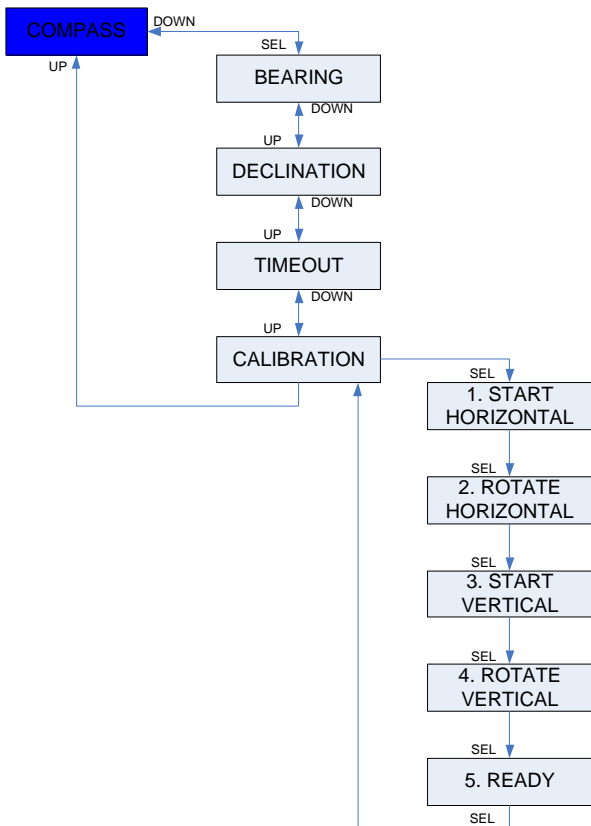 COMPASS
DOWN
UP
SEL
BEARING
DOWN
UP
DECLINATION
DOWN
UP
TIMEOUT
DOWN
UP
CALIBRATION
SEL
1. START
HORIZONTAL
SEL
2. ROTATE
HORIZONTAL
SEL
3. START
VERTICAL
SEL
4. ROTATE
VERTICAL
SEL
5. READY
SEL